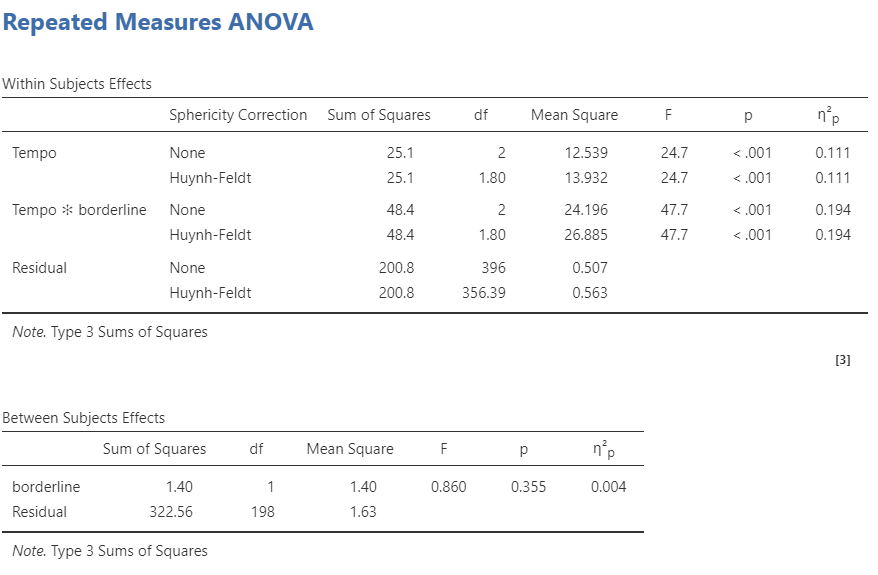 Repeated Measures ANOVA
Within Subjects Effects
Sphericity Correction Sum of Squares df Mean Square F p η²p
Tempo None 25.1 2 12.539 24.7 < .001 0.111
Huynh-Feldt 25.1 1.80 13.932 24.7 < .001 0.111
Tempo ✻ borderline None 48.4 2 24.196 47.7 < .001 0.194
Huynh-Feldt 48.4 1.80 26.885 47.7 < .001 0.194
Residual None 200.8 396 0.507
Huynh-Feldt 200.8 356.39 0.563
Note. Type 3 Sums of Squares
[3]
Between Subjects Effects
Sum of Squares df Mean Square F p η²p
borderline 1.40 1 1.40 0.860 0.355 0.004
Residual 322.56 198 1.63
Note. Type 3 Sums of Squares